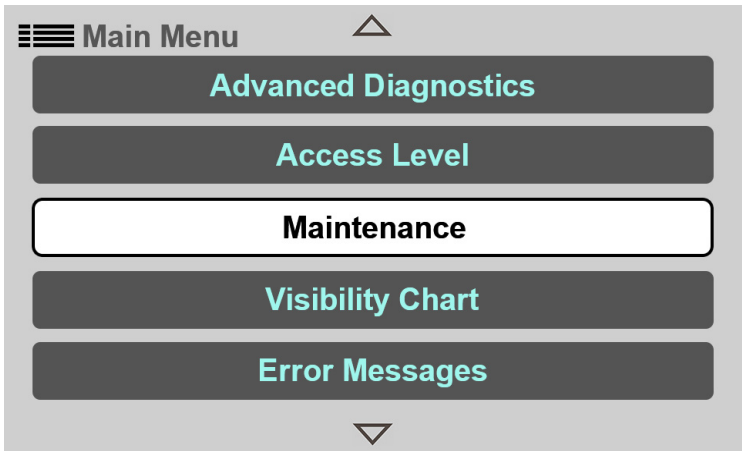 Main Menu
Advanced Diagnostics
Access Level
Maintenance
Visibility Chart
Error Messages